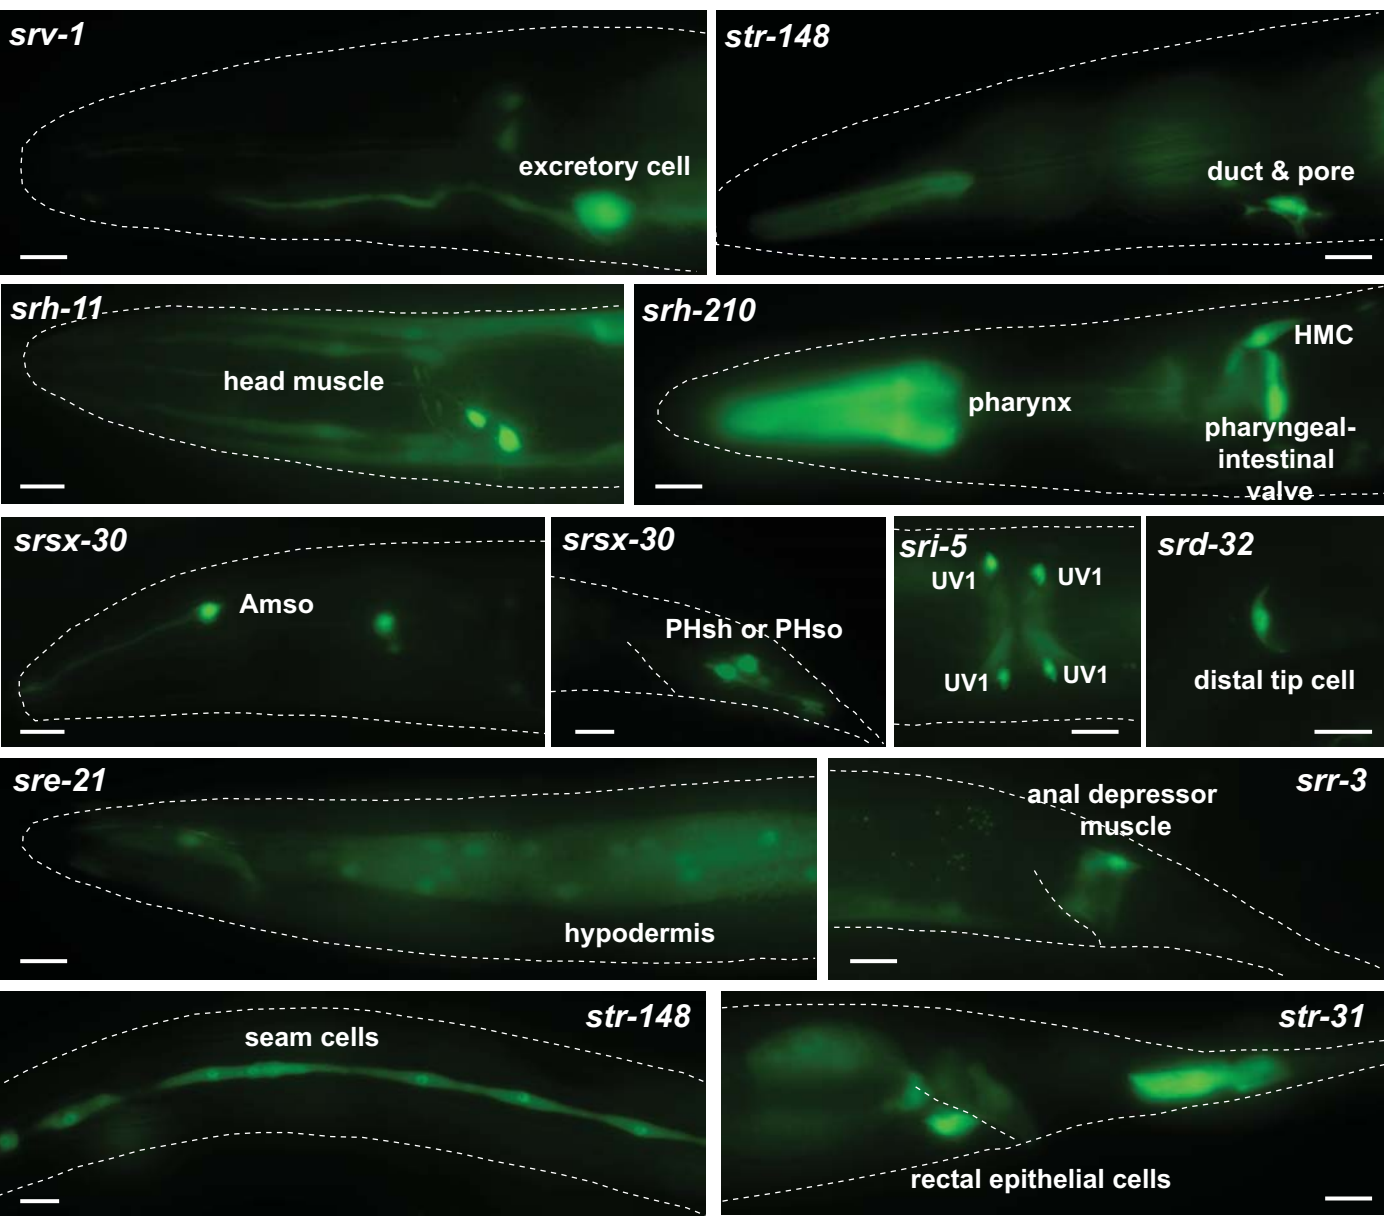 srv-1
excretory cell
str-148
duct & pore
srh-11
head muscle
srh-210
HMC
pharynx
pharyngeal-
intestinal
valve
srsx-30
Amso
srsx-30
PHsh or PHso
sri-5
UV1
UV1
UV1
UV1
srd-32
distal tip cell
sre-21
hypodermis
srr-3
anal depressor
muscle
str-148
seam cells
str-31
rectal epithelial cells